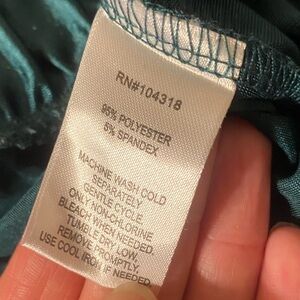 RN#104318
95% POLYESTER
5% SPANDEX
MACHINE WASH COLD
SEPARATELY.
GENTLE CYCLE.
ONLY NON-CHLORINE
BLEACH WHEN NEEDED.
TUMBLE DRY LOW.
REMOVE PROMPTLY.
USE COOL IRON IF NEEDED